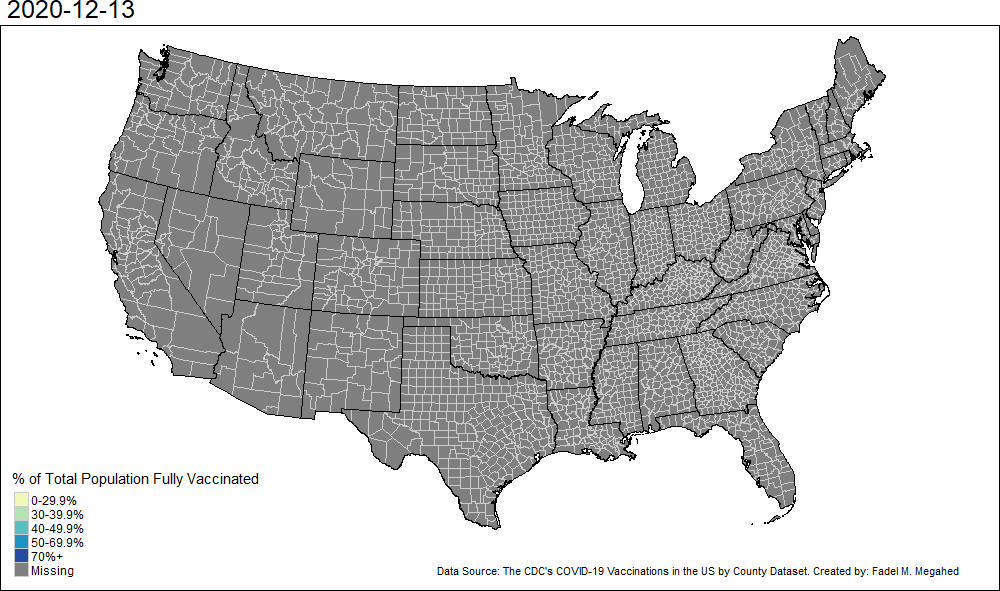 2020-12-13
% of Total Population Fully Vaccinated
0-29.9%
30-39.9%
40-49.9%
50-69.9%
70%+
Missing
Data Source: The CDC's COVID-19 Vaccinations in the US by County Dataset. Created by: Fadel M. Megahed